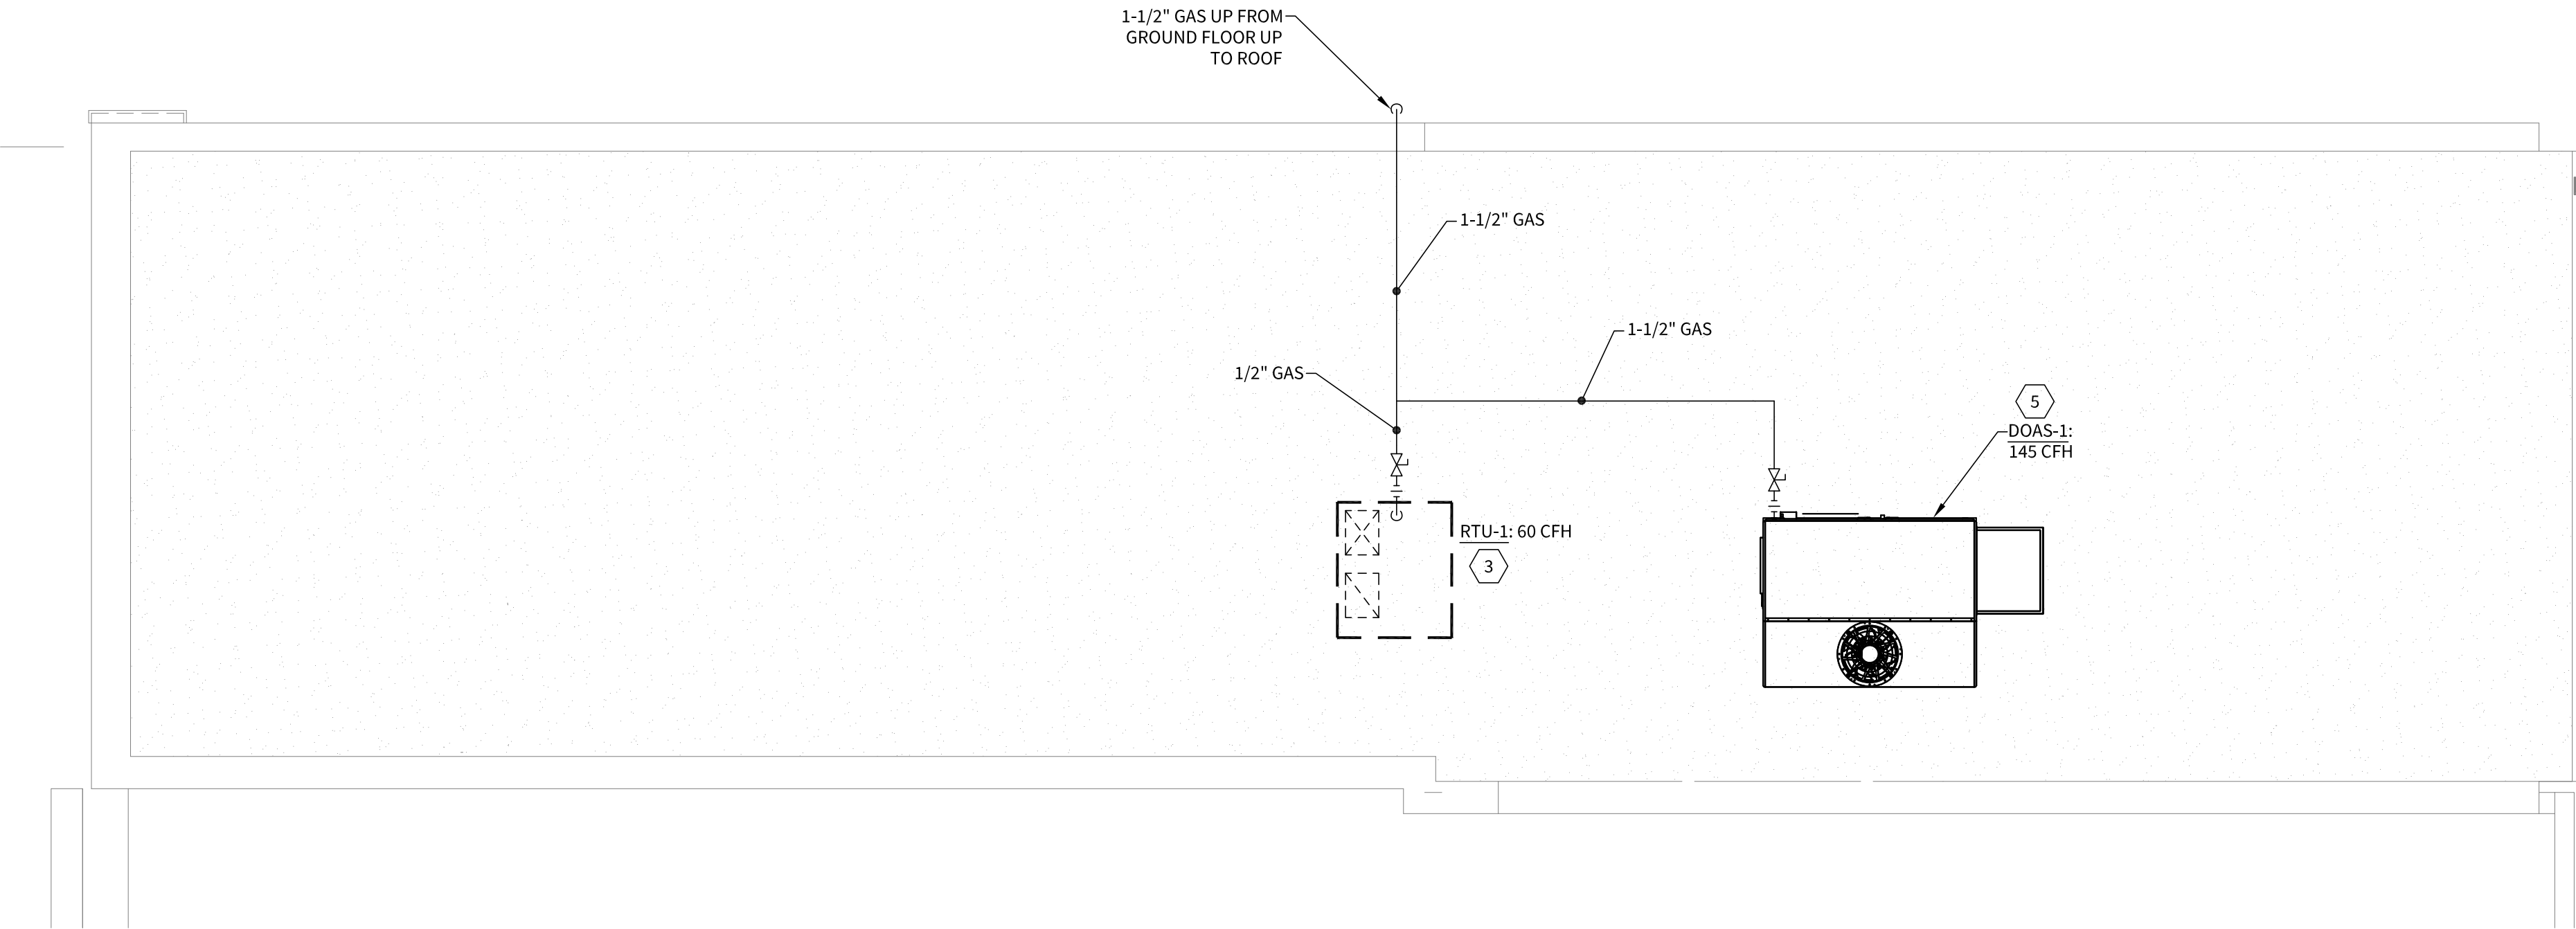 1-1/2" GAS UP FROM
GROUND FLOOR UP
TO ROOF
1-1/2" GAS
1-1/2" GAS
1/2" GAS
5
DOAS-1:
145 CFH
RTU-1: 60 CFH
3